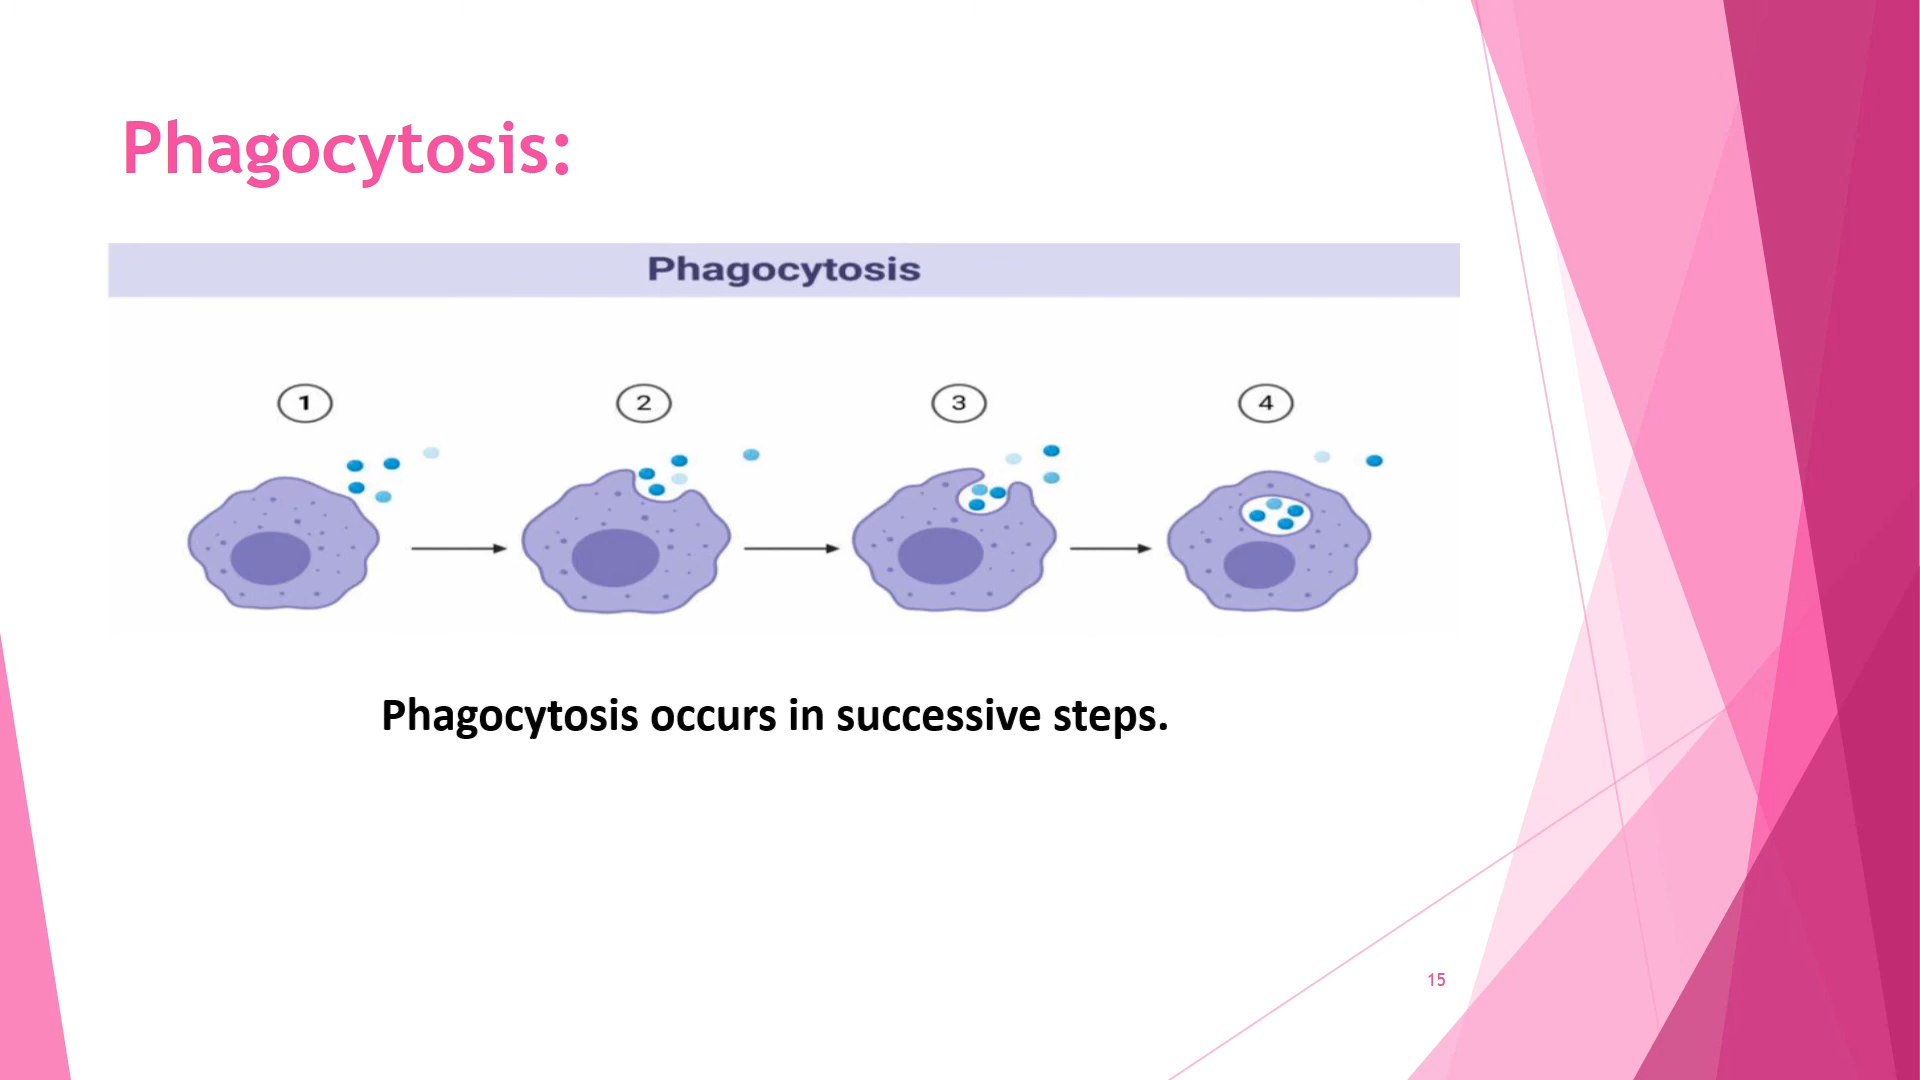 Phagocytosis:
Phagocytosis
1 2 3 4
Phagocytosis occurs in successive steps.
15